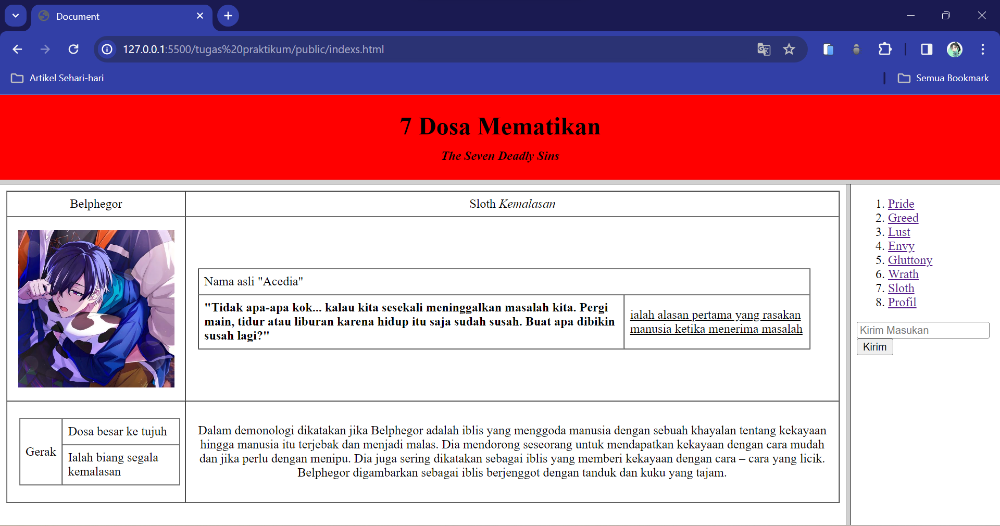 Document
127.0.0.1:5500/tugas%20praktikum/public/indexs.html
Artikel Sehari-hari
Semua Bookmark
7 Dosa Mematikan
The Seven Deadly Sins
Belphegor
Sloth Kemalasan
Nama asli "Acedia"
"Tidak apa-apa kok... kalau kita sesekali meninggalkan masalah kita. Pergi
main, tidur atau liburan karena hidup itu saja sudah susah. Buat apa dibikin
susah lagi?"
ialah alasan pertama yang rasakan
manusia ketika menerima masalah
Gerak
Dosa besar ke tujuh
Ialah biang segala
kemalasan
Dalam demonologi dikatakan jika Belphegor adalah iblis yang menggoda manusia dengan sebuah khayalan tentang kekayaan
hingga manusia itu terjebak dan menjadi malas. Dia mendorong seseorang untuk mendapatkan kekayaan dengan cara mudah
dan jika perlu dengan menipu. Dia juga sering dikatakan sebagai iblis yang memberi kekayaan dengan cara – cara yang licik.
Belphegor digambarkan sebagai iblis berjenggot dengan tanduk dan kuku yang tajam.
1. Pride
2. Greed
3. Lust
4. Envy
5. Gluttony
6. Wrath
7. Sloth
8. Profil
Kirim Masukan
Kirim